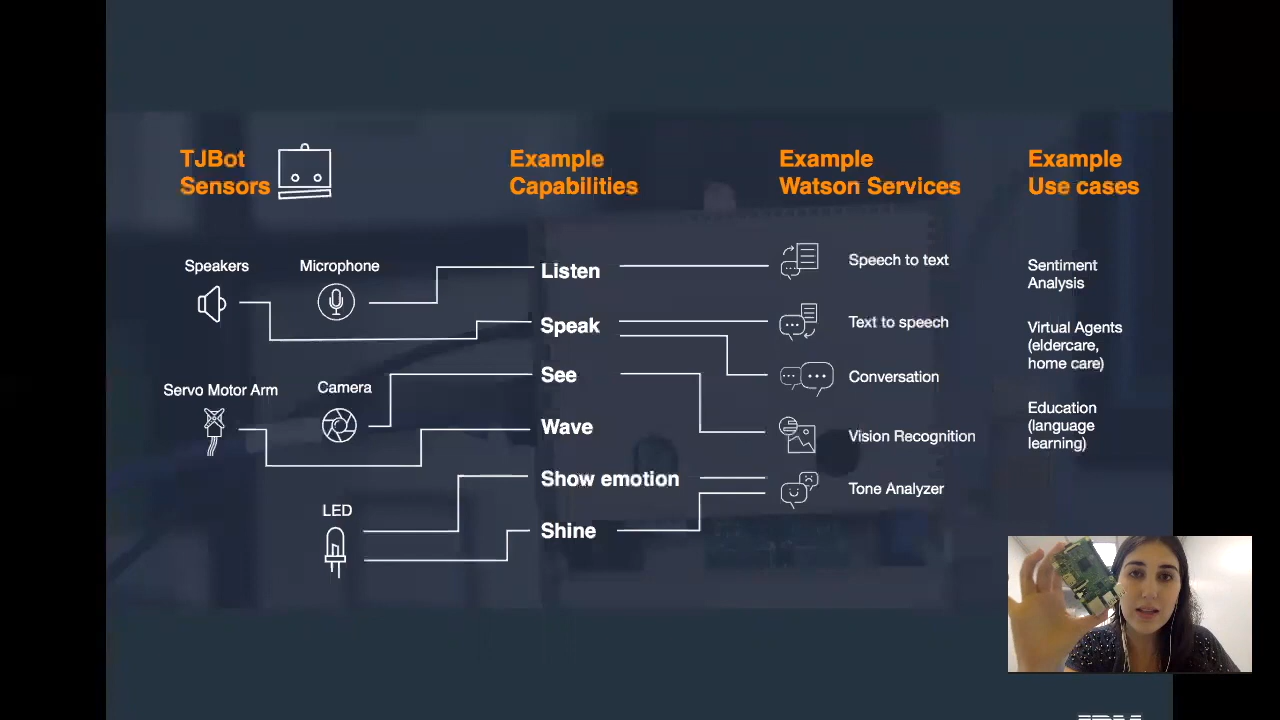 TJBot
Sensors
Example
Capabilities
Example
Watson Services
Example
Use cases
Speakers
Microphone
Servo Motor Arm
Camera
LED
Listen
Speak
See
Wave
Show emotion
Shine
Speech to text
Text to speech
Conversation
Vision Recognition
Tone Analyzer
Sentiment
Analysis
Virtual Agents
(eldercare,
home care)
Education
(language
learning)